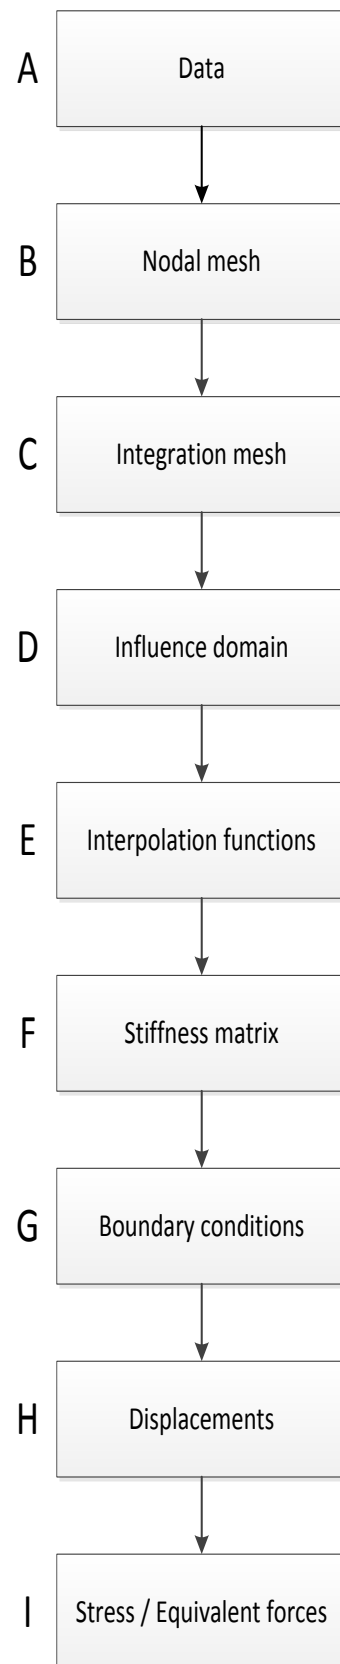 A
Data
B
Nodal mesh
C
Integration mesh
D
Influence domain
E
Interpolation functions
F
Stiffness matrix
G
Boundary conditions
H
Displacements
I
Stress / Equivalent forces